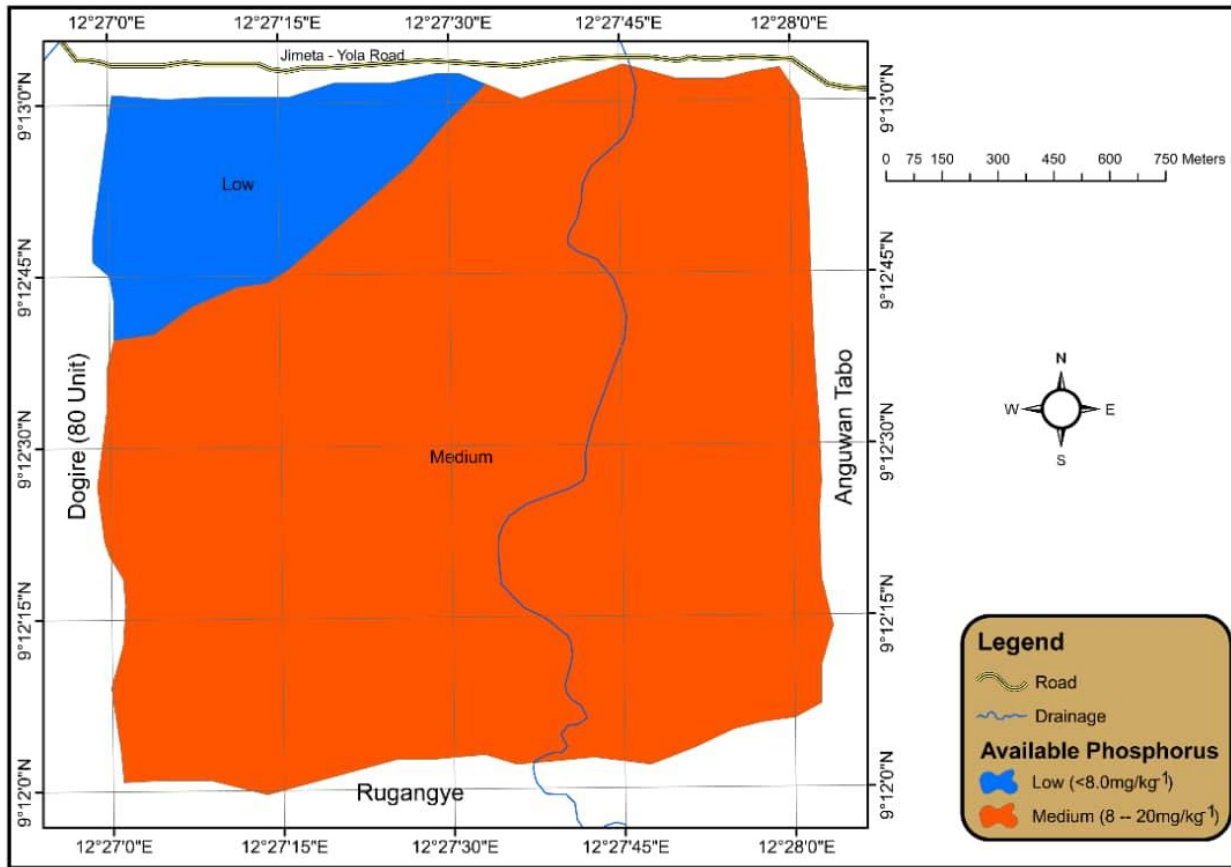 12°27'0"E
12°27'15"E
12°27'30"E
12°27'45"E
12°28'0"E
Jimeta - Yola Road
9°13'0"N
9°13'0"N
0 75 150 300 450 600 750 Meters
Low
9°12'45"N
9°12'45"N
Dogire (80 Unit)
Anguwan Tabo
N
W
E
S
9°12'30"N
9°12'30"N
Medium
9°12'15"N
9°12'15"N
9°12'0"N
9°12'0"N
Rugangye
12°27'0"E
12°27'15"E
12°27'30"E
12°27'45"E
12°28'0"E
Legend
Road
Drainage
Available Phosphorus
Low (<8.0mg/kg⁻¹)
Medium (8 -- 20mg/kg⁻¹)